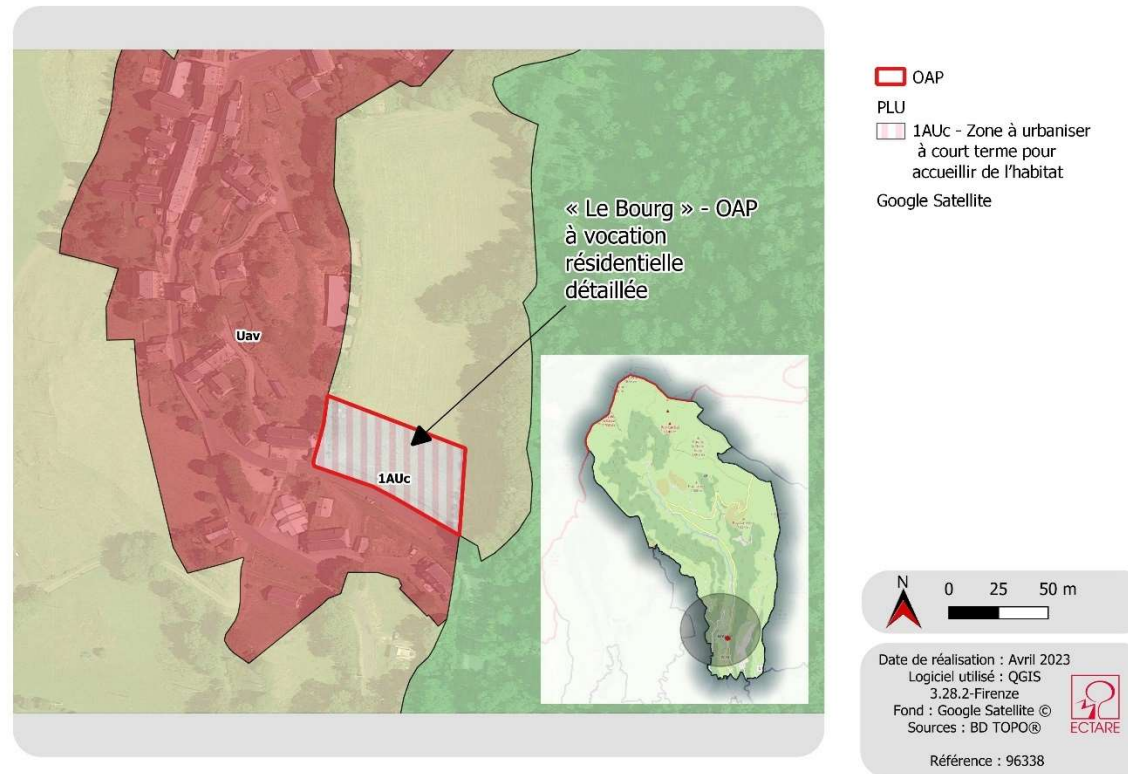 OAP
PLU
1AUc - Zone à urbaniser
à court terme pour
accueillir de l'habitat
Google Satellite
« Le Bourg » - OAP
à vocation
résidentielle
détaillée
Uav
1AUc
N
0 25 50 m
Date de réalisation : Avril 2023
Logiciel utilisé : QGIS
3.28.2-Firenze
Fond : Google Satellite ©
Sources : BD TOPO®
ECTARE
Référence : 96338